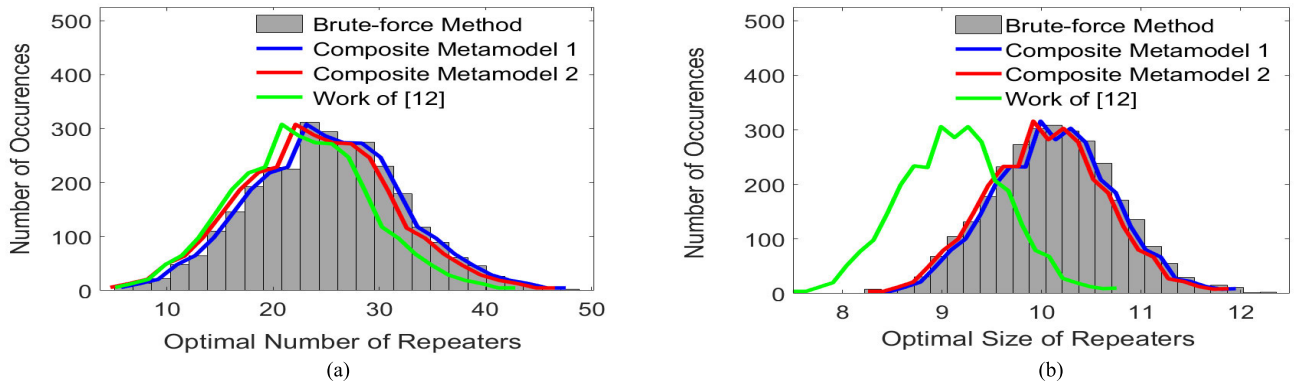 500
400
300
200
100
0
Number of Occurences
Brute-force Method
Composite Metamodel 1
Composite Metamodel 2
Work of [12]
10
20
30
40
50
Optimal Number of Repeaters
(a)
500
400
300
200
100
0
Number of Occurences
Brute-force Method
Composite Metamodel 1
Composite Metamodel 2
Work of [12]
8
9
10
11
12
Optimal Size of Repeaters
(b)